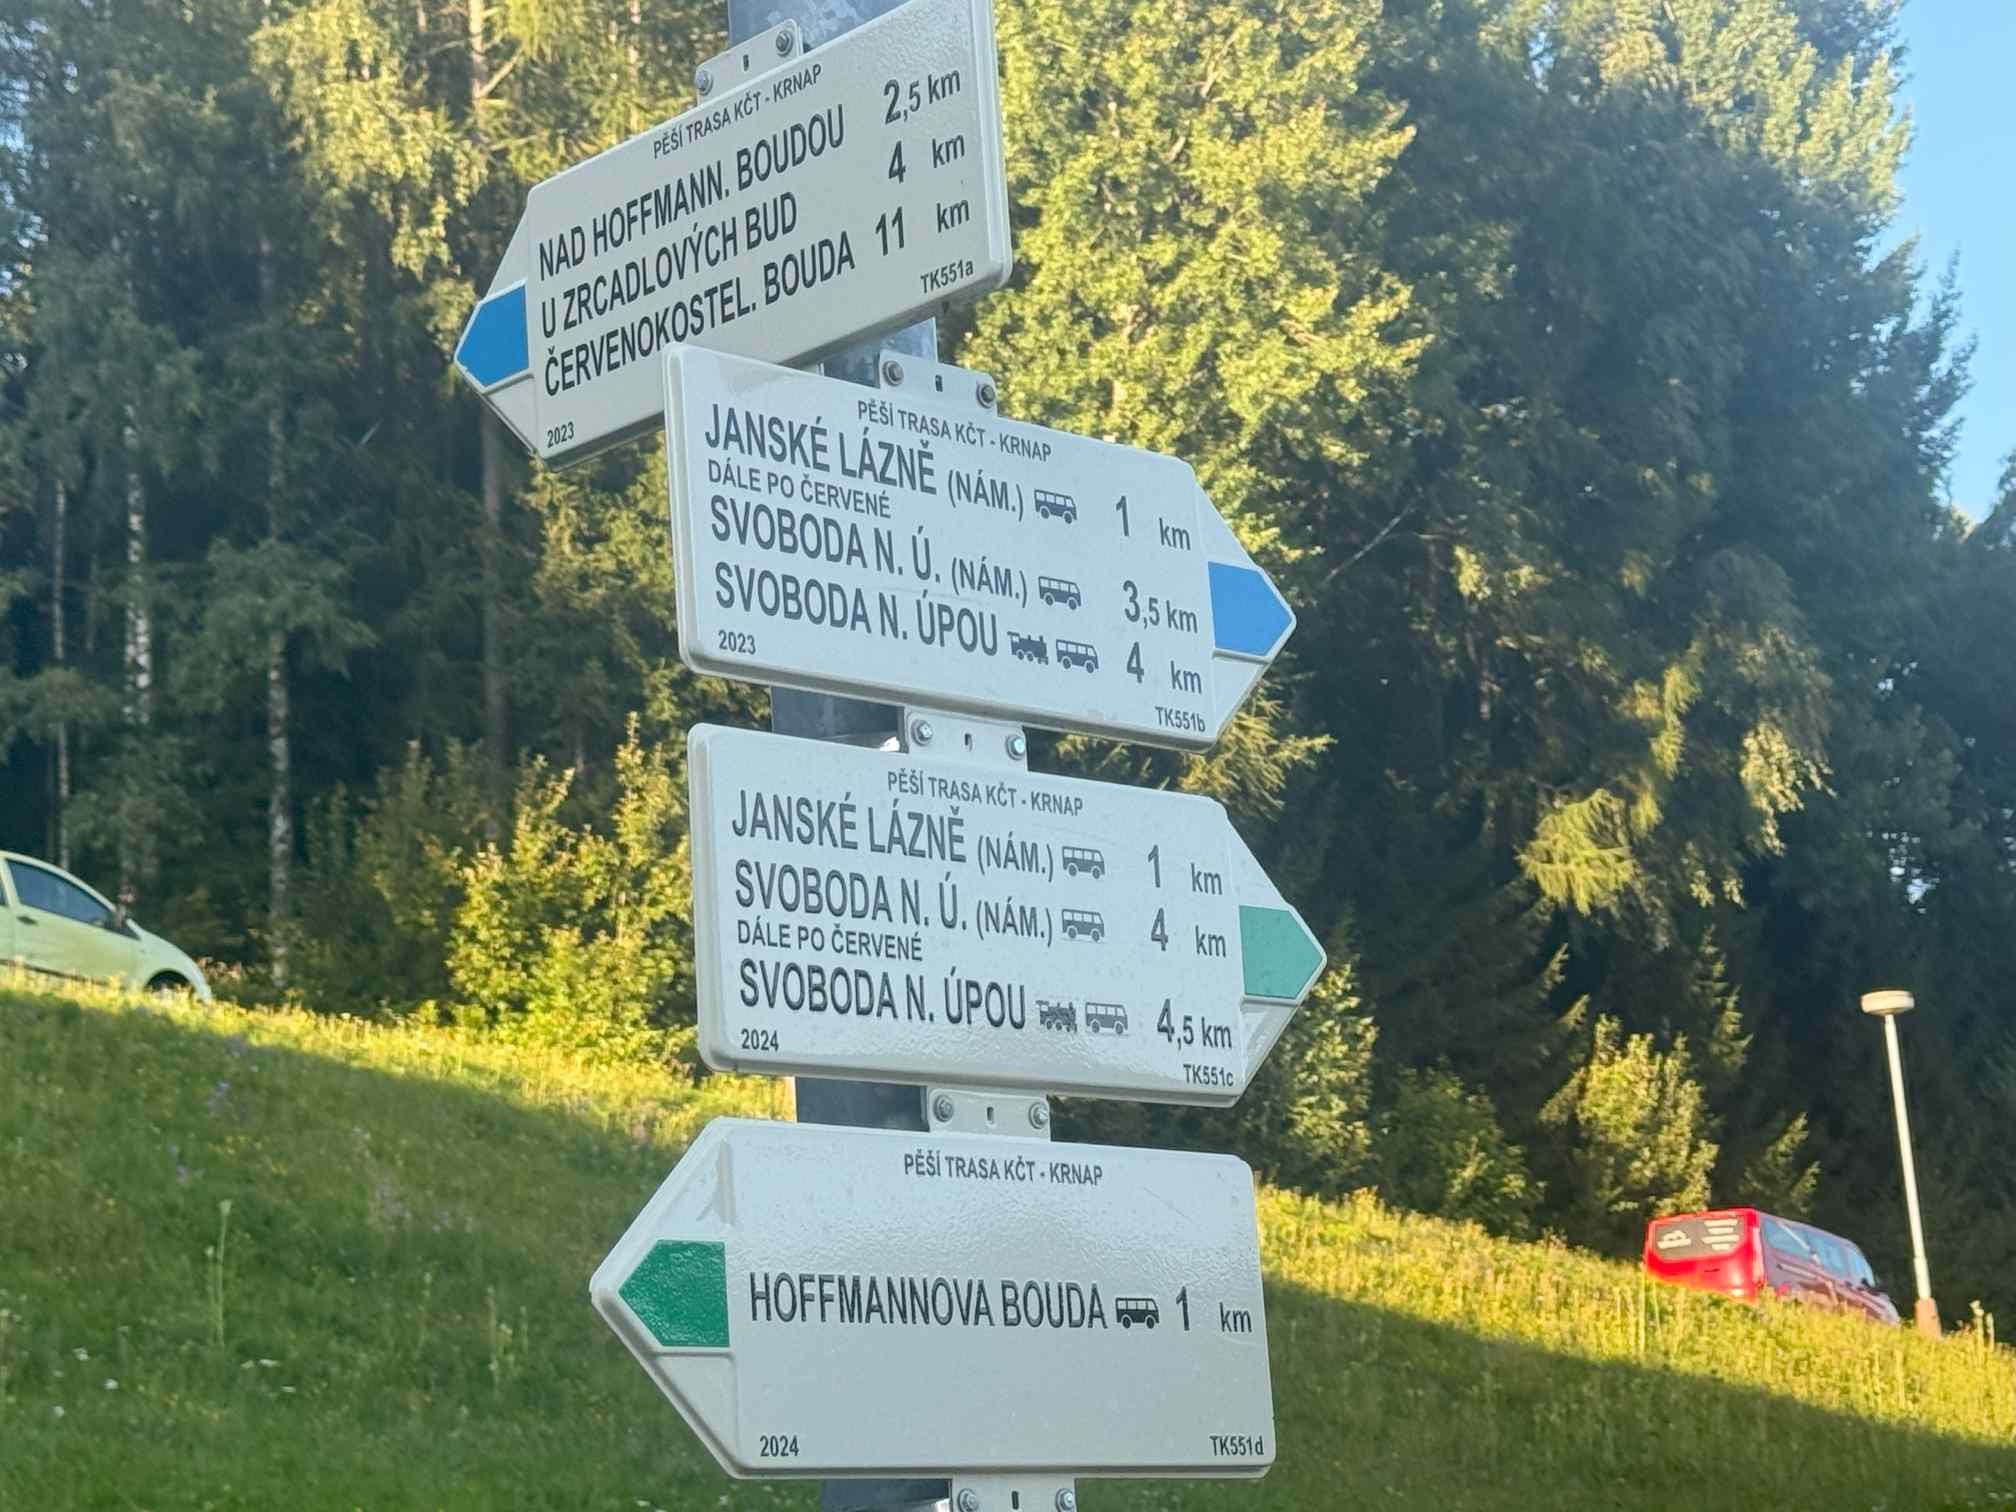 PĚŠÍ TRASA KČT - KRNAP
NAD HOFFMANN. BOUDOU 2,5 km
U ZRCADLOVÝCH BUD 4 km
ČERVENOKOSTEL. BOUDA 11 km
2023 TK551a
PĚŠÍ TRASA KČT - KRNAP
JANSKÉ LÁZNĚ (NÁM.) 1 km
DÁLE PO ČERVENÉ
SVOBODA N. Ú. (NÁM.) 3,5 km
SVOBODA N. ÚPOU 4 km
2023 TK551b
PĚŠÍ TRASA KČT - KRNAP
JANSKÉ LÁZNĚ (NÁM.) 1 km
SVOBODA N. Ú. (NÁM.) 4 km
DÁLE PO ČERVENÉ
SVOBODA N. ÚPOU 4,5 km
2024 TK551c
PĚŠÍ TRASA KČT - KRNAP
HOFFMANNOVA BOUDA 1 km
2024 TK551d